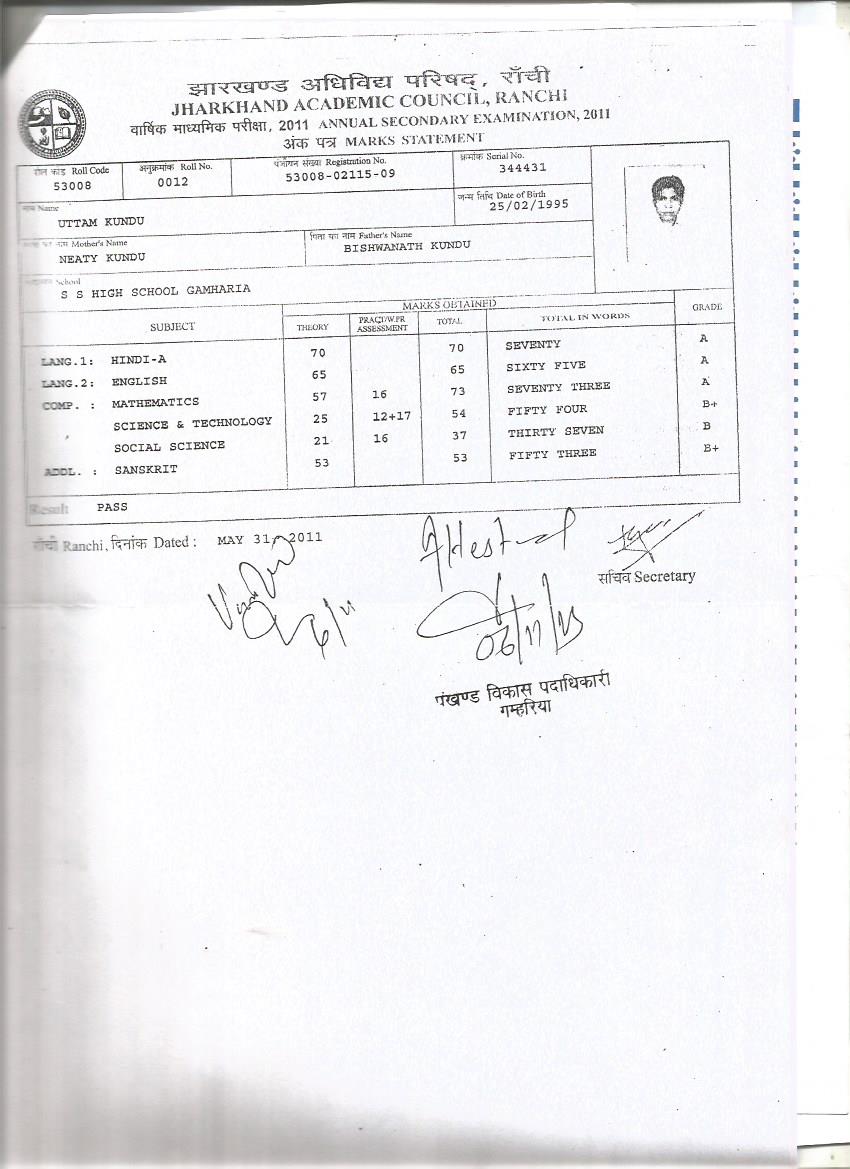 झारखण्ड अधिविद्य परिषद्, राँची
JHARKHAND ACADEMIC COUNCIL, RANCHI
वार्षिक माध्यमिक परीक्षा, 2011 ANNUAL SECONDARY EXAMINATION, 2011
अंक पत्र MARKS STATEMENT
रोल कोड Roll Code
53008
अनुक्रमांक Roll No.
0012
पंजीयन संख्या Registration No.
53008-02115-09
क्रमांक Serial No.
344431
नाम Name
UTTAM KUNDU
जन्म तिथि Date of Birth
25/02/1995
का नाम Mother's Name
NEATY KUNDU
पिता का नाम Father's Name
BISHWANATH KUNDU
School
S S HIGH SCHOOL GAMHARIA
SUBJECT MARKS OBTAINED GRADE
THEORY PRACT/W.PR ASSESSMENT TOTAL TOTAL IN WORDS
LANG.1: HINDI-A 70 70 SEVENTY A
LANG.2: ENGLISH 65 65 SIXTY FIVE A
COMP. : MATHEMATICS 57 16 73 SEVENTY THREE A
SCIENCE & TECHNOLOGY 25 12+17 54 FIFTY FOUR B+
SOCIAL SCIENCE 21 16 37 THIRTY SEVEN B
ADDL. : SANSKRIT 53 53 FIFTY THREE B+
Result PASS
राँची Ranchi, दिनांक Dated : MAY 31, 2011
Attested
सचिव Secretary
06/11/13
पंखण्ड विकास पदाधिकारी
गम्हरिया